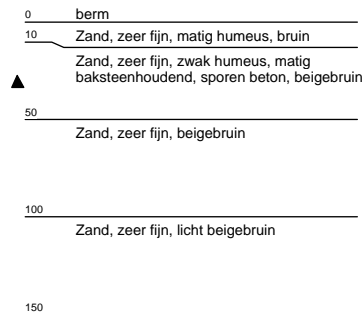 0 berm
10 Zand, zeer fijn, matig humeus, bruin
Zand, zeer fijn, zwak humeus, matig
baksteenhoudend, sporen beton, beigebruin
50
Zand, zeer fijn, beigebruin
100
Zand, zeer fijn, licht beigebruin
150